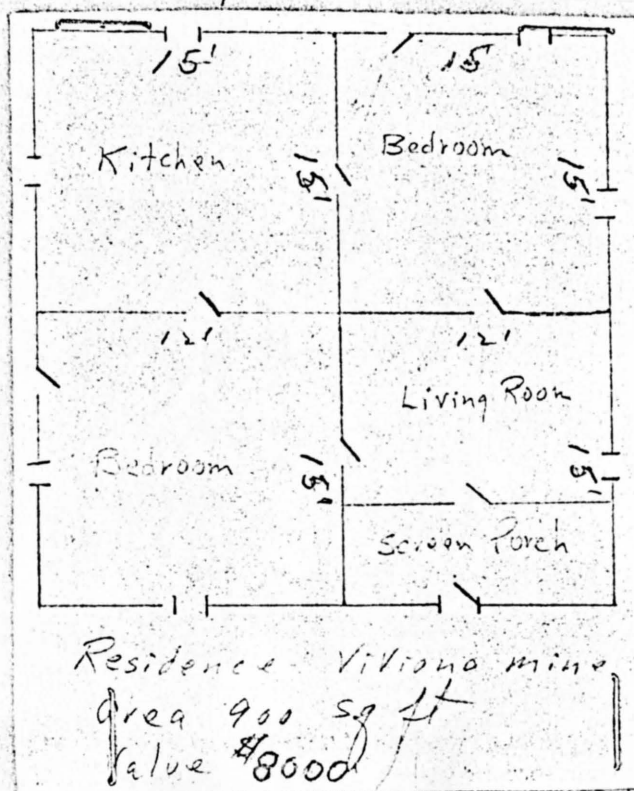 15' 15
Kitchen Bedroom
15' 15'
12' 12'
Living Room
Bedroom 15' 15'
Screen Porch
Residence Viviana mine
Area 900 sq ft
Value $8000